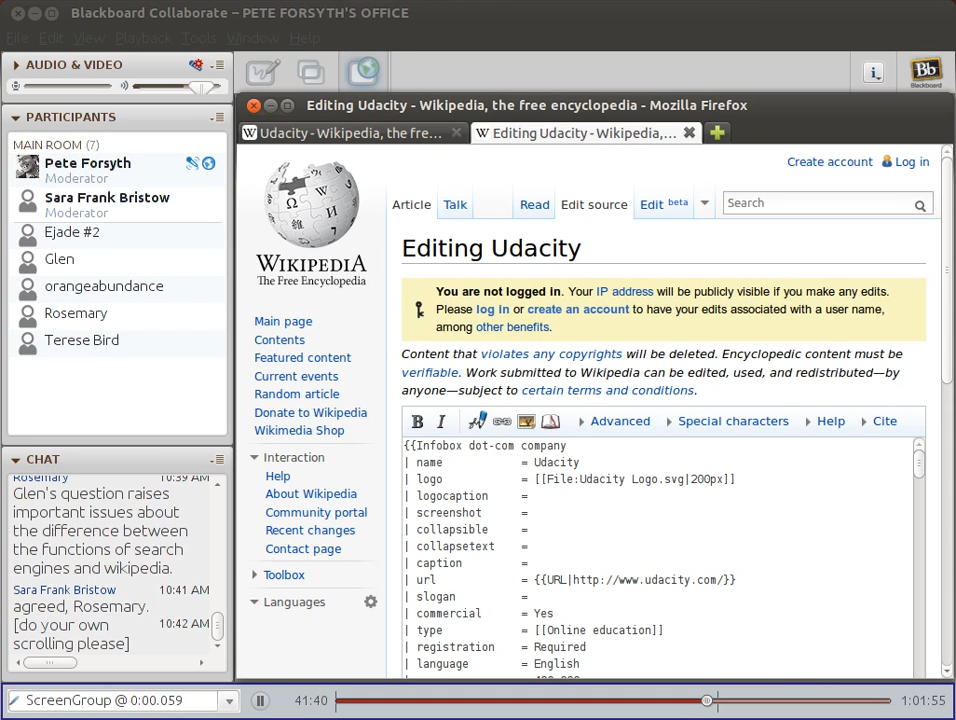 Blackboard Collaborate – PETE FORSYTH'S OFFICE
File Edit View Playback Tools Window Help
AUDIO & VIDEO
PARTICIPANTS
MAIN ROOM (7)
Pete Forsyth
Moderator
Sara Frank Bristow
Moderator
Ejade #2
Glen
orangeabundance
Rosemary
Terese Bird
CHAT
Rosemary 10:39 AM
Glen's question raises
important issues about
the difference between
the functions of search
engines and wikipedia.
Sara Frank Bristow 10:41 AM
agreed, Rosemary.
[do your own 10:42 AM
scrolling please]
i
Bb
Blackboard
Editing Udacity - Wikipedia, the free encyclopedia - Mozilla Firefox
W Udacity - Wikipedia, the fre...
W Editing Udacity - Wikipedia,...
Create account Log in
WIKIPEDIA
The Free Encyclopedia
Main page
Contents
Featured content
Current events
Random article
Donate to Wikipedia
Wikimedia Shop
Interaction
Help
About Wikipedia
Community portal
Recent changes
Contact page
Toolbox
Languages
Article Talk Read Edit source Edit beta Search
Editing Udacity
You are not logged in. Your IP address will be publicly visible if you make any edits.
Please log in or create an account to have your edits associated with a user name,
among other benefits.
Content that violates any copyrights will be deleted. Encyclopedic content must be
verifiable. Work submitted to Wikipedia can be edited, used, and redistributed—by
anyone—subject to certain terms and conditions.
B I Advanced Special characters Help Cite
{{Infobox dot-com company
| name = Udacity
| logo = [[File:Udacity Logo.svg|200px]]
| logocaption =
| screenshot =
| collapsible =
| collapsetext =
| caption =
| url = {{URL|http://www.udacity.com/}}
| slogan =
| commercial = Yes
| type = [[Online education]]
| registration = Required
| language = English
ScreenGroup @ 0:00.059
41:40
1:01:55